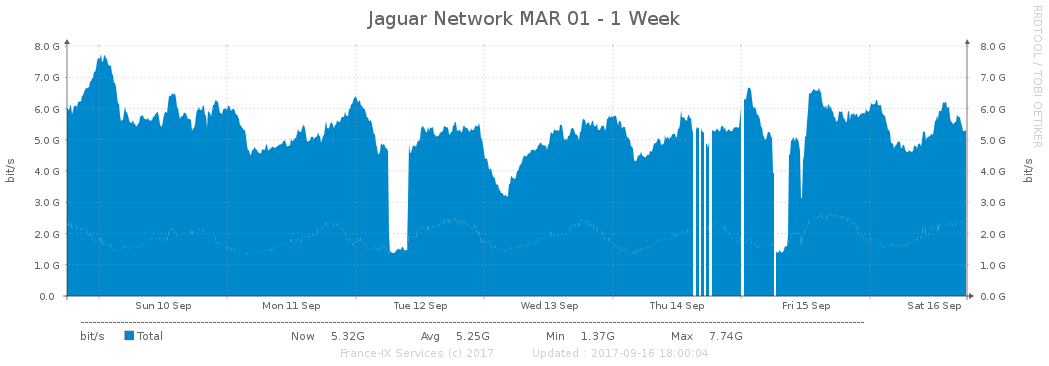 Jaguar Network MAR 01 - 1 Week
RRDTOOL / TOBI OETIKER
bit/s
8.0 G
7.0 G
6.0 G
5.0 G
4.0 G
3.0 G
2.0 G
1.0 G
0.0
8.0 G
7.0 G
6.0 G
5.0 G
4.0 G
3.0 G
2.0 G
1.0 G
0.0 G
bit/s
Sun 10 Sep Mon 11 Sep Tue 12 Sep Wed 13 Sep Thu 14 Sep Fri 15 Sep Sat 16 Sep
bit/s Total Now 5.32G Avg 5.25G Min 1.37G Max 7.74G
France-IX Services (c) 2017 Updated : 2017-09-16 18:00:04